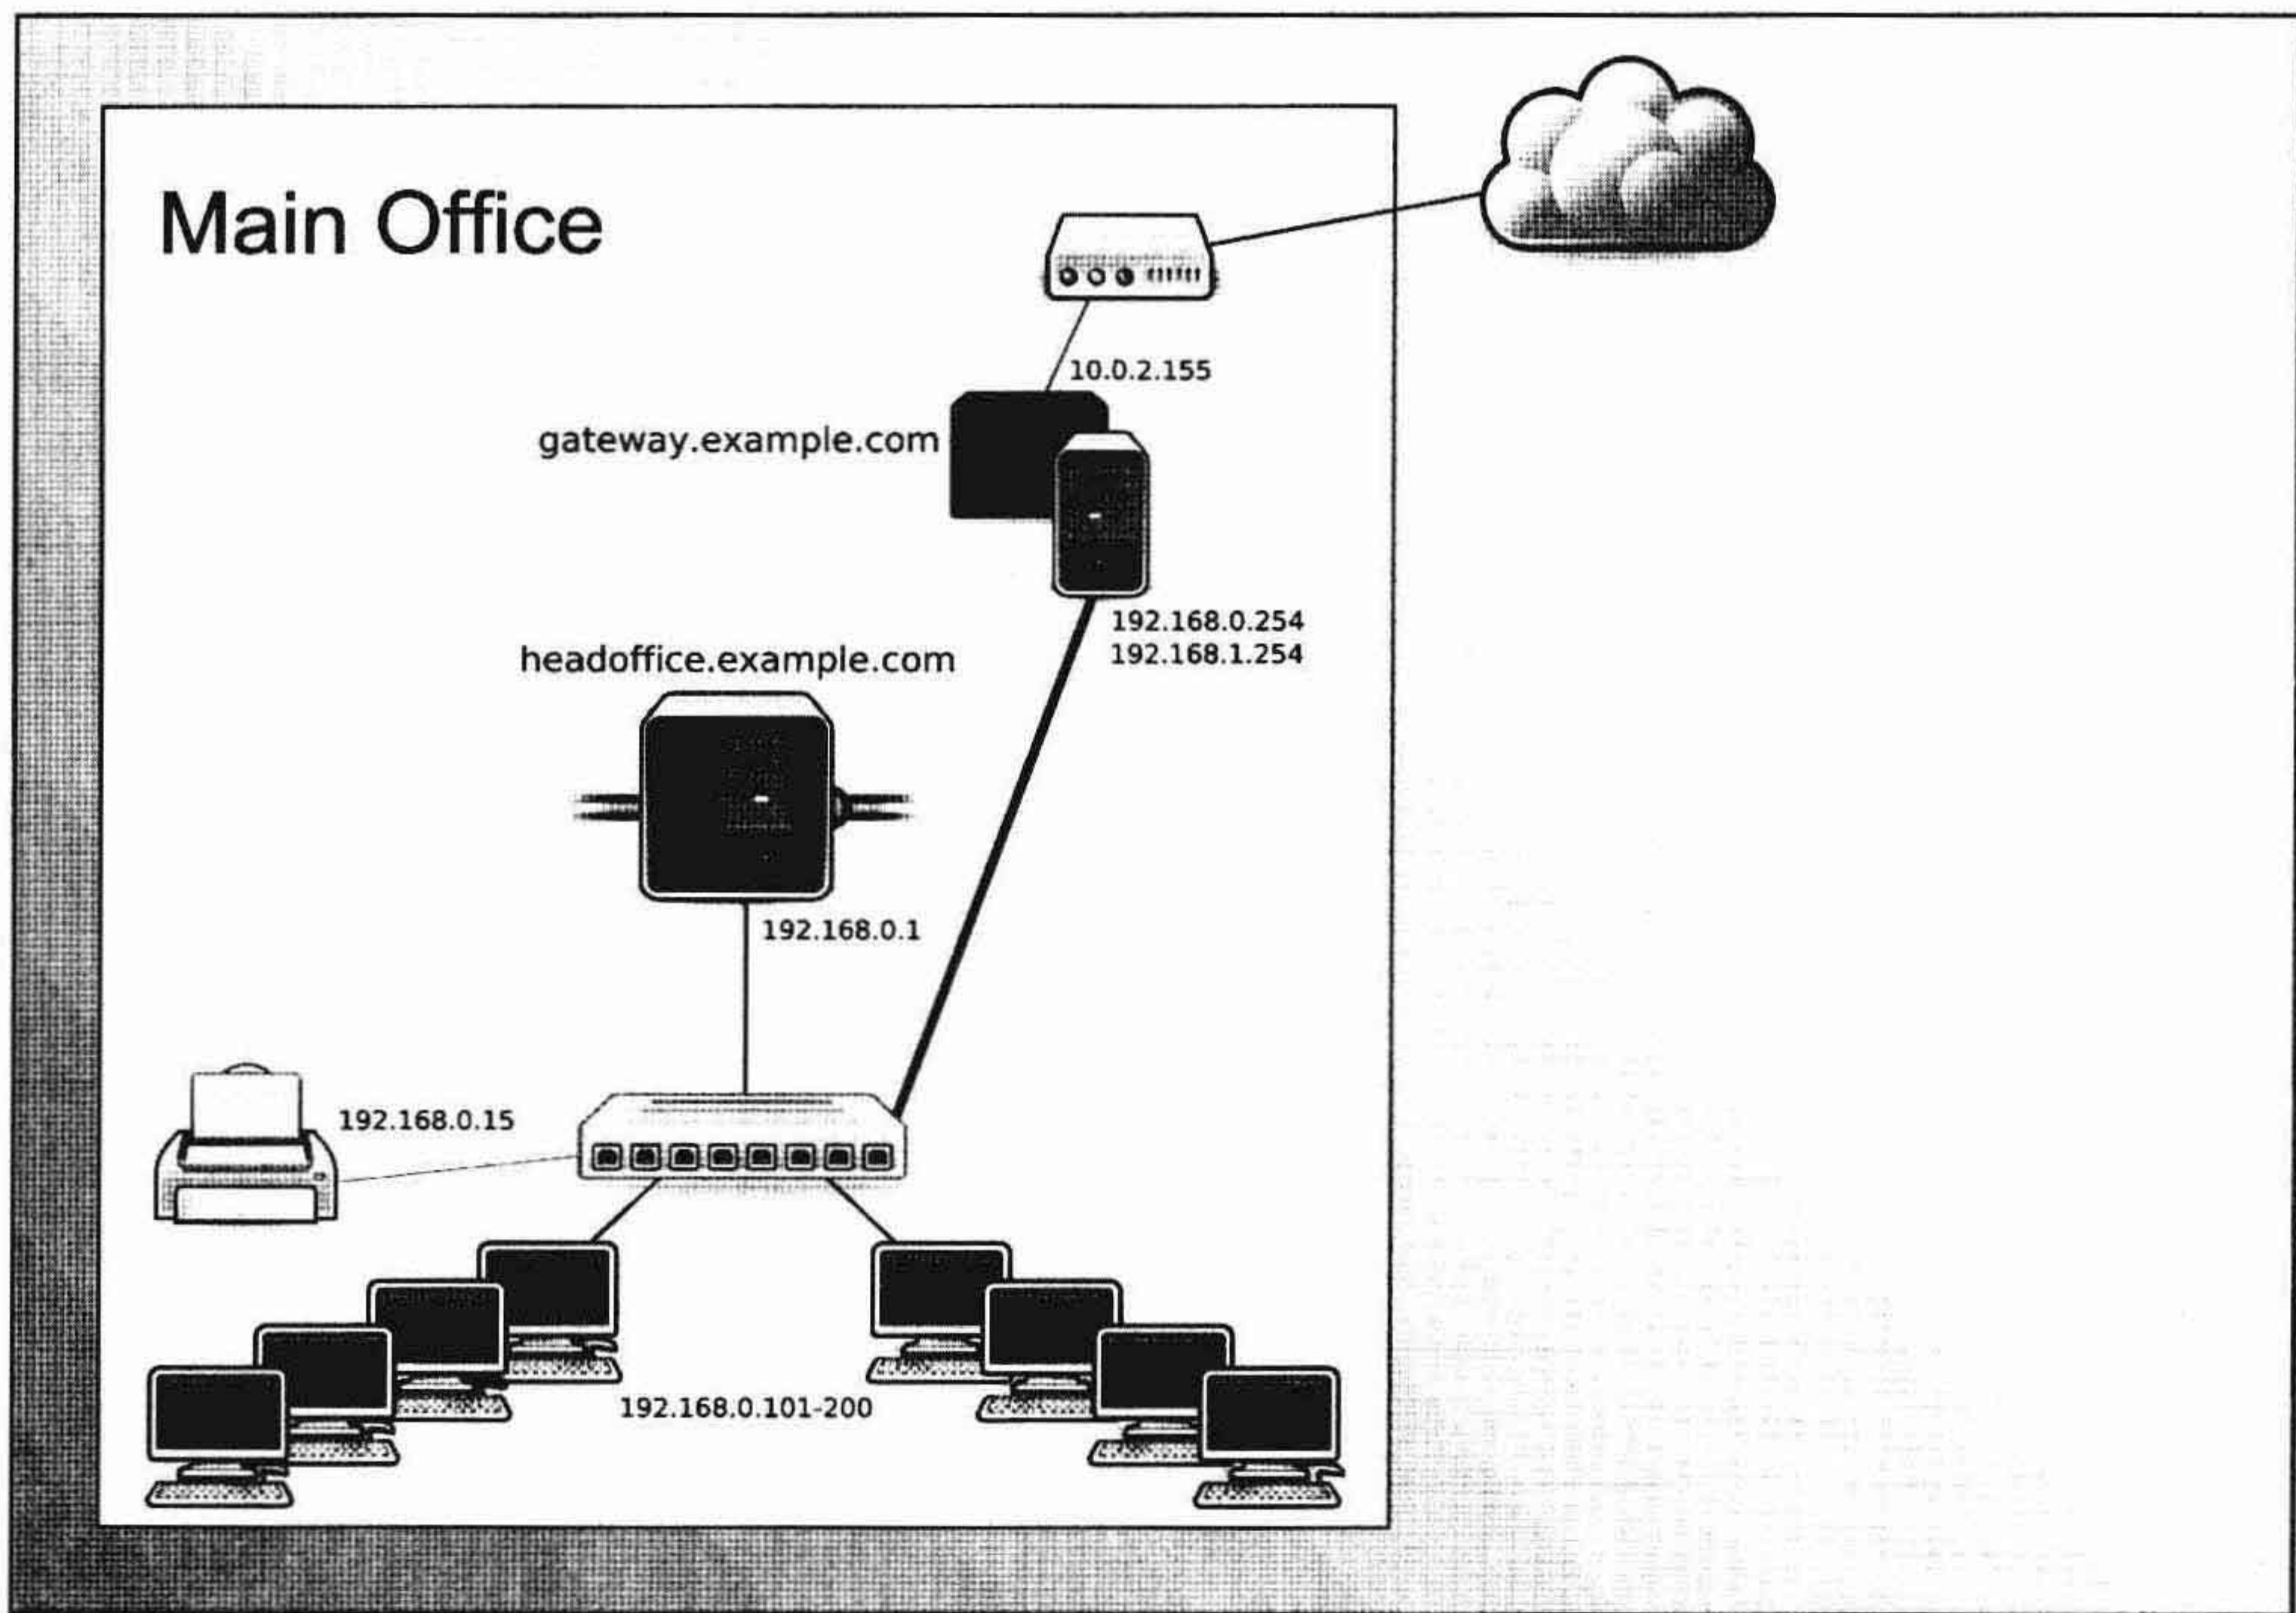 Main Office
10.0.2.155
gateway.example.com
192.168.0.254
192.168.1.254
headoffice.example.com
192.168.0.1
192.168.0.15
192.168.0.101-200